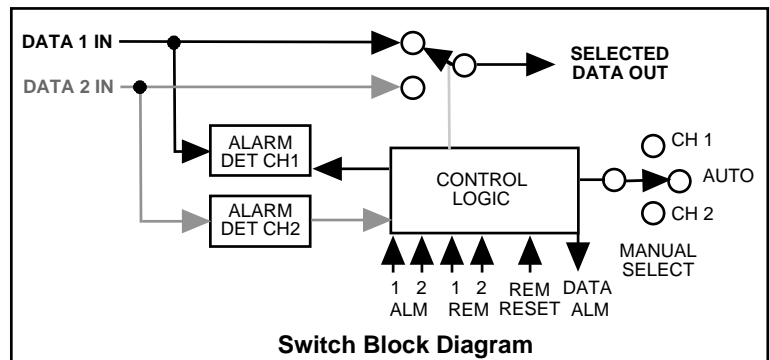 DATA 1 IN
SELECTED
DATA OUT
DATA 2 IN
ALARM
DET CH1
CH 1
CONTROL
LOGIC
AUTO
ALARM
DET CH2
CH 2
MANUAL
SELECT
1 2 1 2 REM DATA
ALM REM RESET ALM
Switch Block Diagram